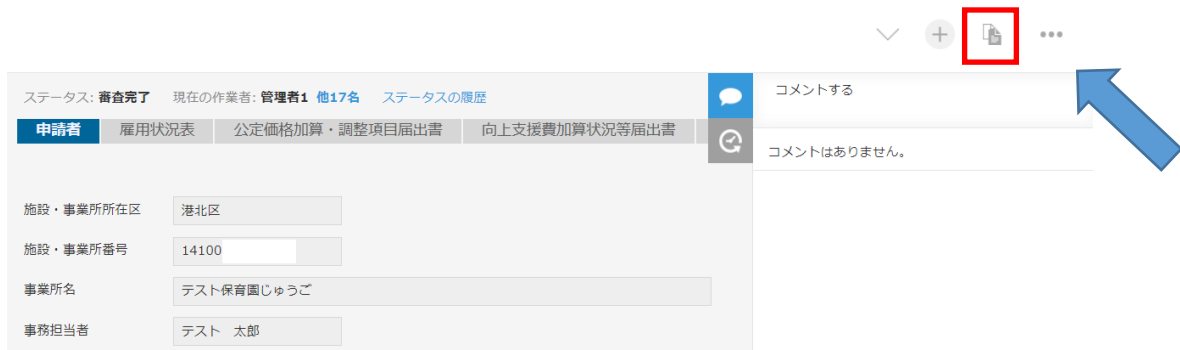 ステータス: 審査完了 現在の作業者: 管理者1 他17名 ステータスの履歴
コメントする
申請者 雇用状況表 公定価格加算・調整項目届出書 向上支援費加算状況等届出書
コメントはありません。
施設・事業所所在区 港北区
施設・事業所番号 14100
事業所名 テスト保育園じゅうご
事務担当者 テスト 太郎